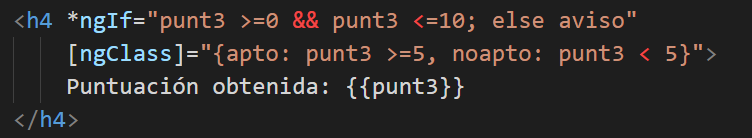 <h4 *ngIf="punt3 >=0 && punt3 <=10; else aviso"
[ngClass]="{apto: punt3 >=5, noapto: punt3 < 5}">
Puntuación obtenida: {{punt3}}
</h4>